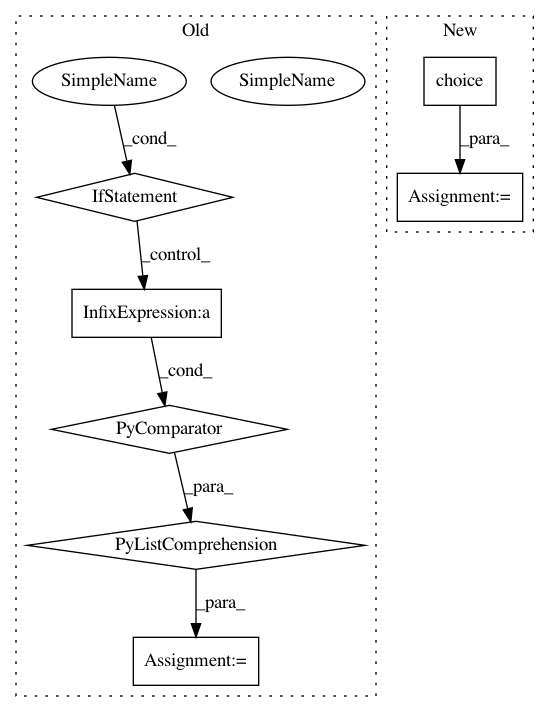 Old
New
SimpleName
SimpleName
choice
_cond_
_para_
IfStatement
Assignment:=
_control_
InfixExpression:a
_cond_
PyComparator
_para_
PyListComprehension
_para_
Assignment:=